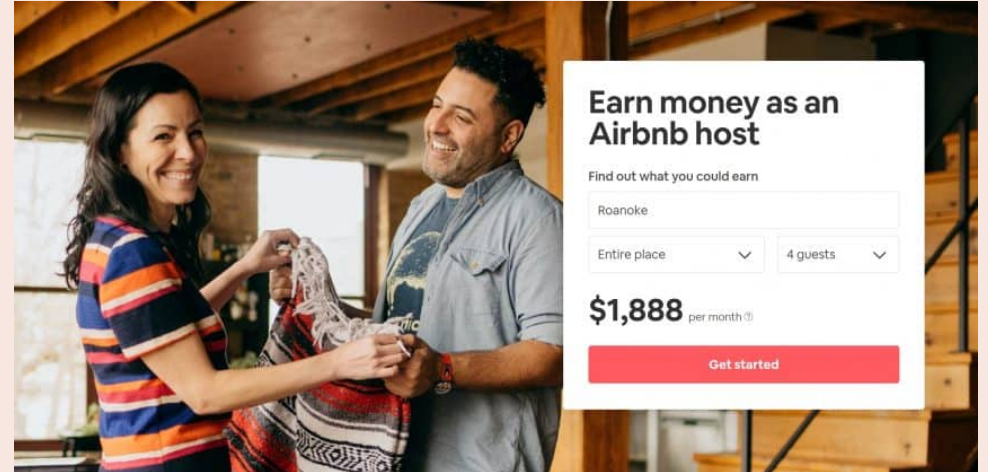 Earn money as an
Airbnb host
Find out what you could earn
Roanoke
Entire place
4 guests
$1,888 per month
Get started